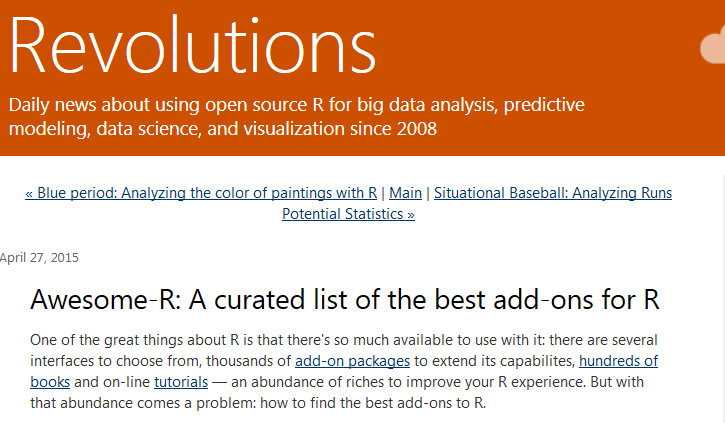 Revolutions
Daily news about using open source R for big data analysis, predictive
modeling, data science, and visualization since 2008
« Blue period: Analyzing the color of paintings with R | Main | Situational Baseball: Analyzing Runs
Potential Statistics »
April 27, 2015
Awesome-R: A curated list of the best add-ons for R
One of the great things about R is that there's so much available to use with it: there are several
interfaces to choose from, thousands of add-on packages to extend its capabilites, hundreds of
books and on-line tutorials — an abundance of riches to improve your R experience. But with
that abundance comes a problem: how to find the best add-ons to R.